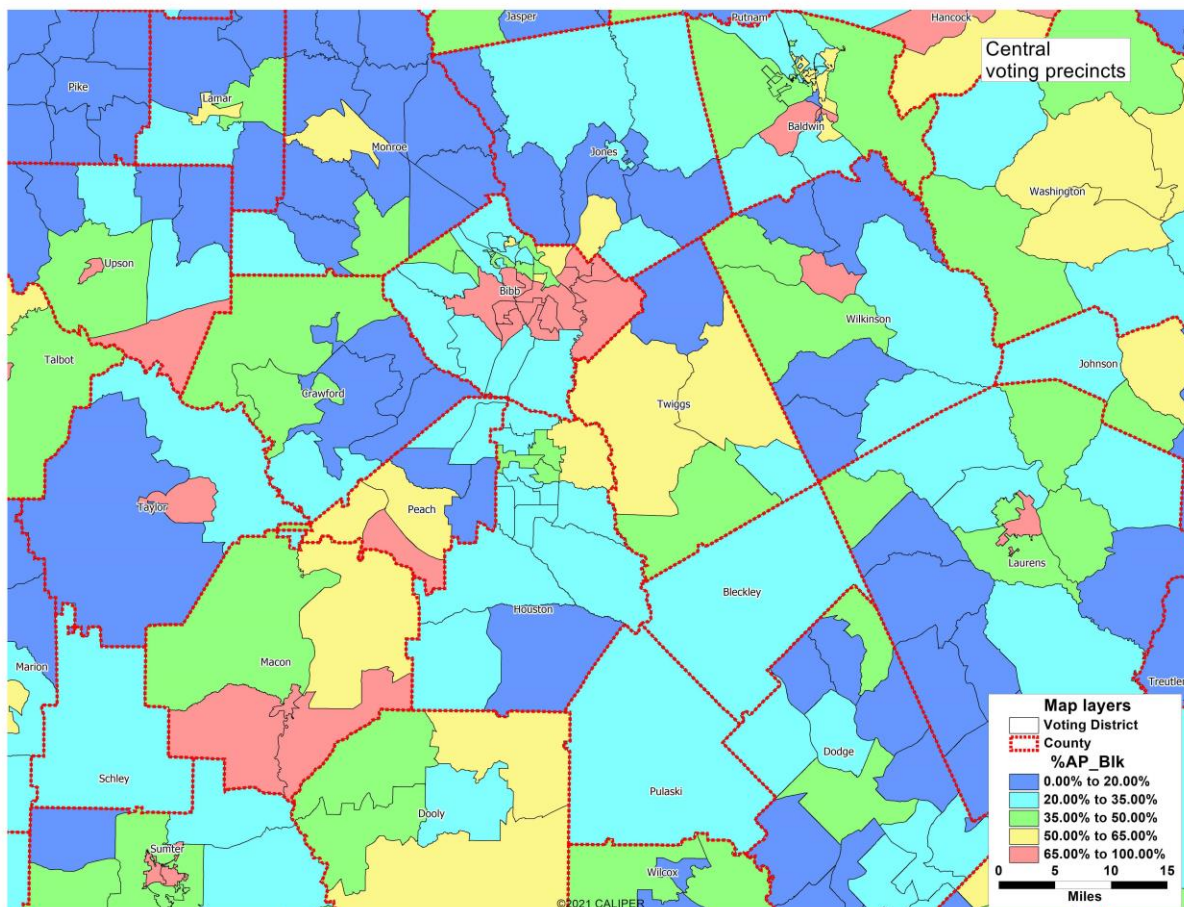 Jasper
Putnam
Hancock
Central
voting precincts
Pike
Lamar
Monroe
Baldwin
Jones
Washington
Upson
Bibb
Wilkinson
Talbot
Johnson
Crawford
Twiggs
Taylor
Peach
Laurens
Bleckley
Houston
Macon
Marion
Treutlen
Dodge
Schley
Pulaski
Dooly
Sumter
Wilcox
Map layers
Voting District
County
%AP_Blk
0.00% to 20.00%
20.00% to 35.00%
35.00% to 50.00%
50.00% to 65.00%
65.00% to 100.00%
0 5 10 15
Miles
©2021 CALIPER